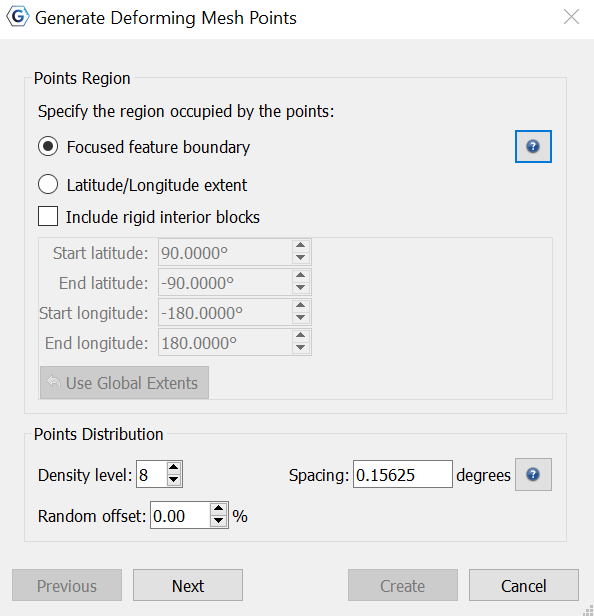 Generate Deforming Mesh Points
Points Region
Specify the region occupied by the points:
Focused feature boundary
Latitude/Longitude extent
Include rigid interior blocks
Start latitude: 90.0000°
End latitude: -90.0000°
Start longitude: -180.0000°
End longitude: 180.0000°
Use Global Extents
Points Distribution
Density level: 8 Spacing: 0.15625 degrees
Random offset: 0.00 %
Previous Next Create Cancel